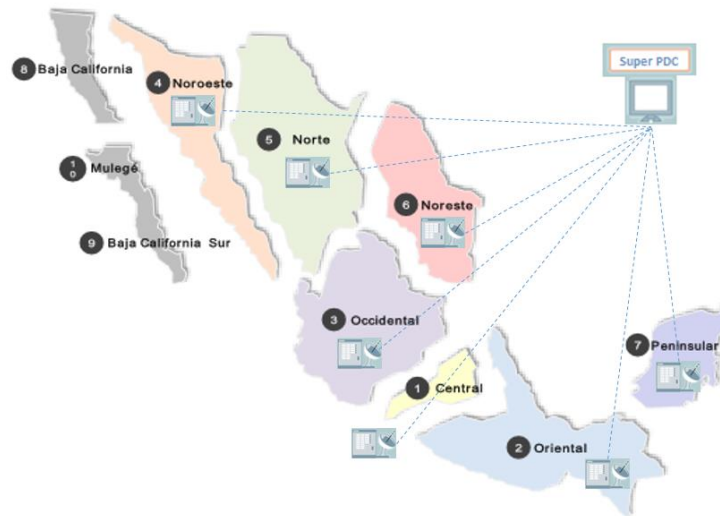 8 Baja California
4 Noroeste
Super PDC
5 Norte
10 Mulegé
6 Noreste
9 Baja California Sur
3 Occidental
7 Peninsular
1 Central
2 Oriental